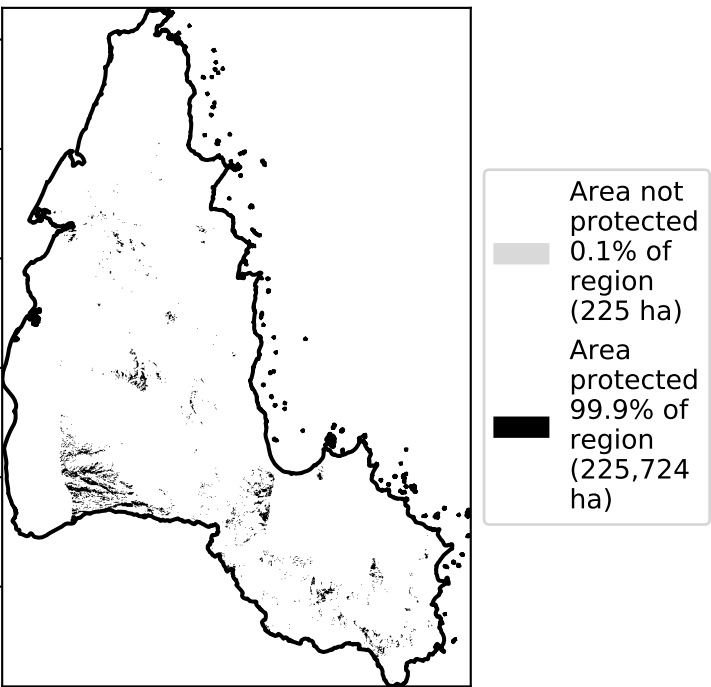 Area not
protected
0.1% of
region
(225 ha)
Area
protected
99.9% of
region
(225,724
ha)